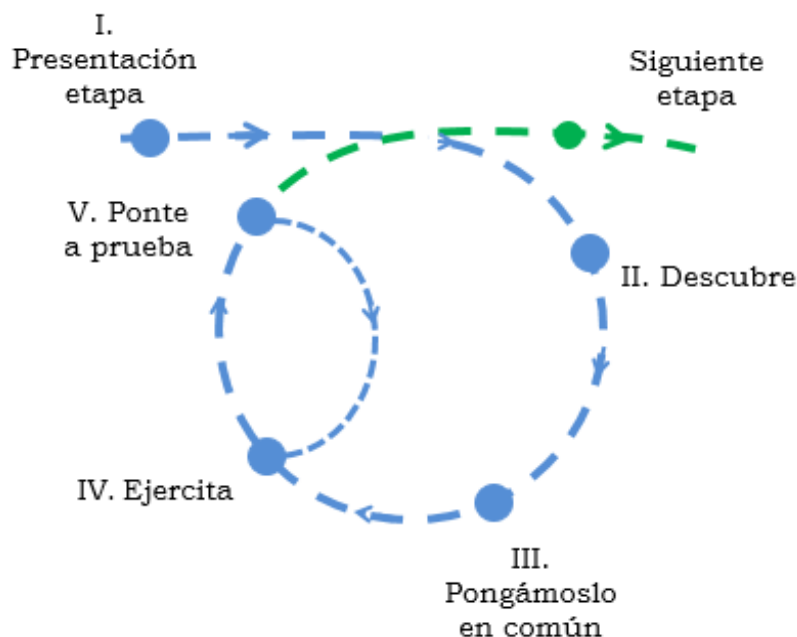 I.
Presentación
etapa
Siguiente
etapa
V. Ponte
a prueba
II. Descubre
IV. Ejercita
III.
Pongámoslo
en común